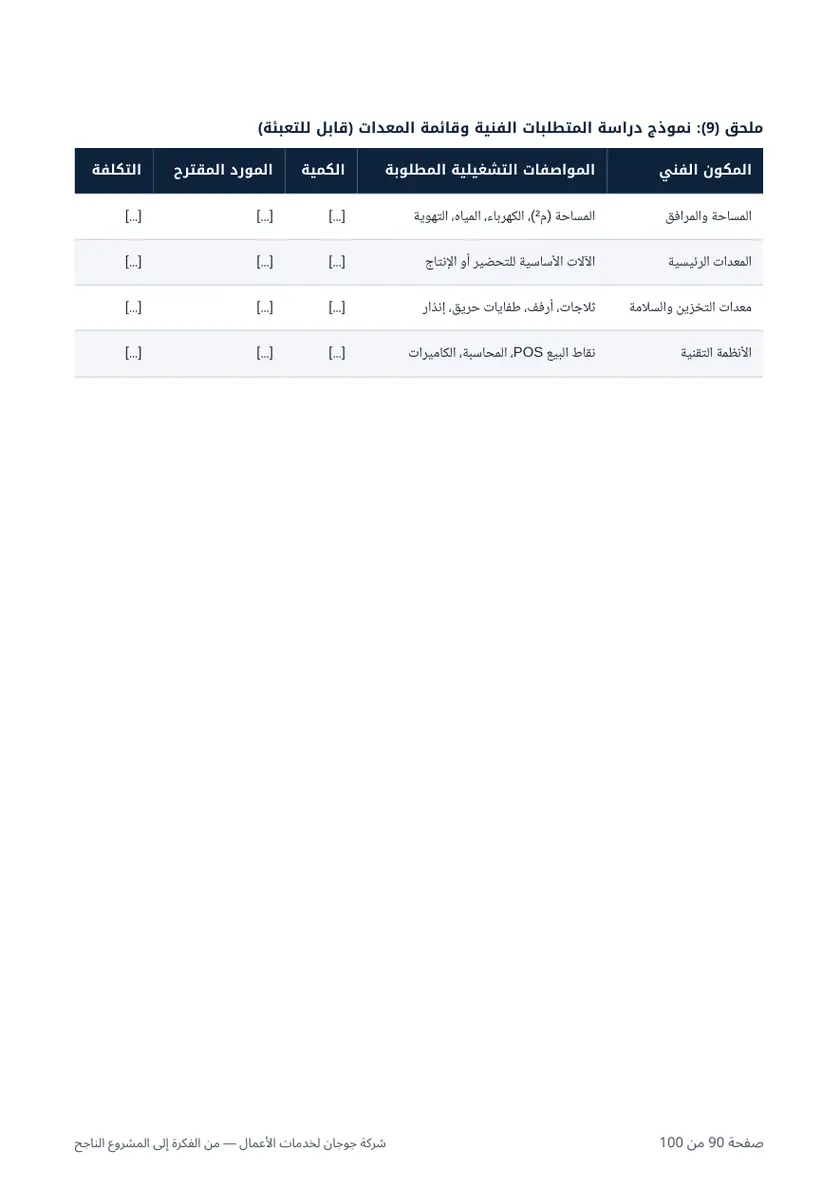 ملحق (9): نموذج دراسة المتطلبات الفنية وقائمة المعدات (قابل للتعبئة)
المكون الفني المواصفات التشغيلية المطلوبة الكمية المورد المقترح التكلفة
المساحة والمرافق المساحة (م²)، الكهرباء، المياه، التهوية [...] [...] [...]
المعدات الرئيسية الآلات الأساسية للتحضير أو الإنتاج [...] [...] [...]
معدات التخزين والسلامة ثلاجات، أرفف، طفايات حريق، إنذار [...] [...] [...]
الأنظمة التقنية نقاط البيع POS، المحاسبة، الكاميرات [...] [...] [...]
صفحة 90 من 100 شركة جوجان لخدمات الأعمال — من الفكرة إلى المشروع الناجح